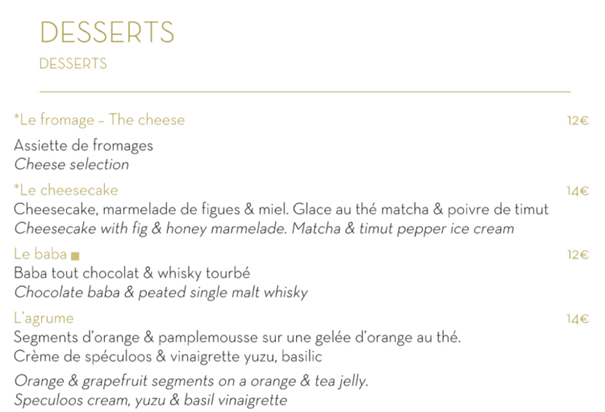 DESSERTS
DESSERTS
*Le fromage – The cheese 12€
Assiette de fromages
Cheese selection
*Le cheesecake 14€
Cheesecake, marmelade de figues & miel. Glace au thé matcha & poivre de timut
Cheesecake with fig & honey marmelade. Matcha & timut pepper ice cream
Le baba ■ 12€
Baba tout chocolat & whisky tourbé
Chocolate baba & peated single malt whisky
L’agrume 14€
Segments d’orange & pamplemousse sur une gelée d’orange au thé.
Crème de spéculoos & vinaigrette yuzu, basilic
Orange & grapefruit segments on a orange & tea jelly.
Speculoos cream, yuzu & basil vinaigrette